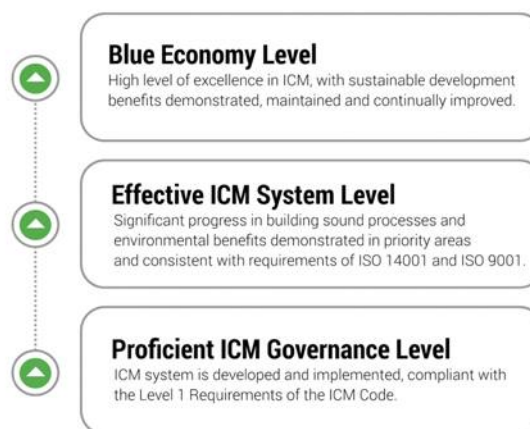 Blue Economy Level
High level of excellence in ICM, with sustainable development
benefits demonstrated, maintained and continually improved.
Effective ICM System Level
Significant progress in building sound processes and
environmental benefits demonstrated in priority areas
and consistent with requirements of ISO 14001 and ISO 9001.
Proficient ICM Governance Level
ICM system is developed and implemented, compliant with
the Level 1 Requirements of the ICM Code.